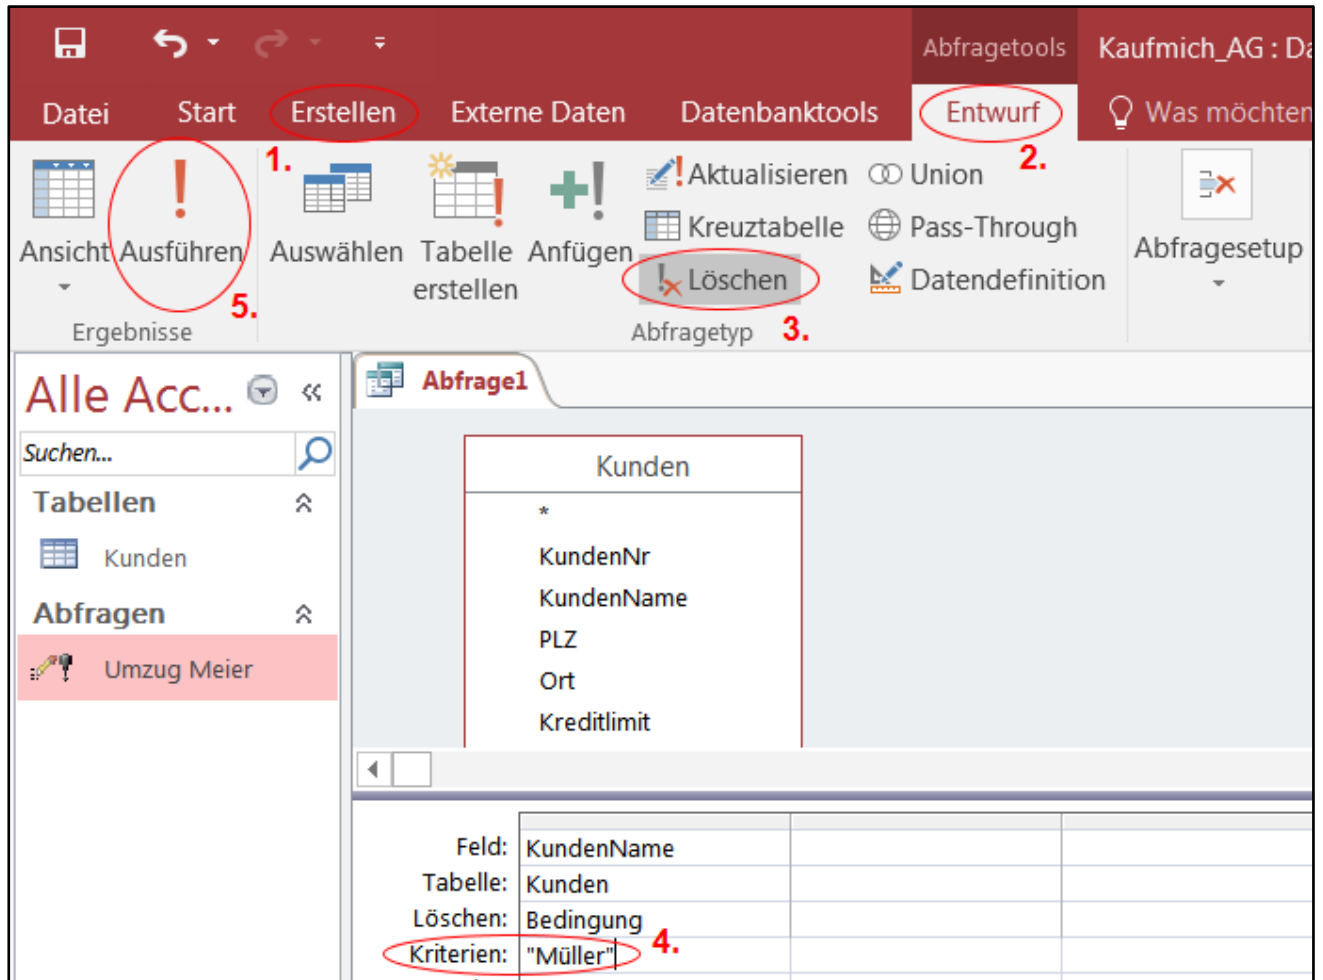 Abfragetools Kaufmich_AG : Da
Datei Start Erstellen Externe Daten Datenbanktools Entwurf Was möchten
1. 2.
Aktualisieren Union
Kreuztabelle Pass-Through
Ansicht Ausführen Auswählen Tabelle erstellen Anfügen Abfragesetup
Löschen Datendefinition
5. 3.
Ergebnisse Abfragetyp
Alle Acc... «
Abfrage1
Suchen...
Kunden
Tabellen
*
Kunden
KundenNr
KundenName
Abfragen
PLZ
Umzug Meier
Ort
Kreditlimit
Feld: KundenName
Tabelle: Kunden
Löschen: Bedingung
Kriterien: "Müller" 4.